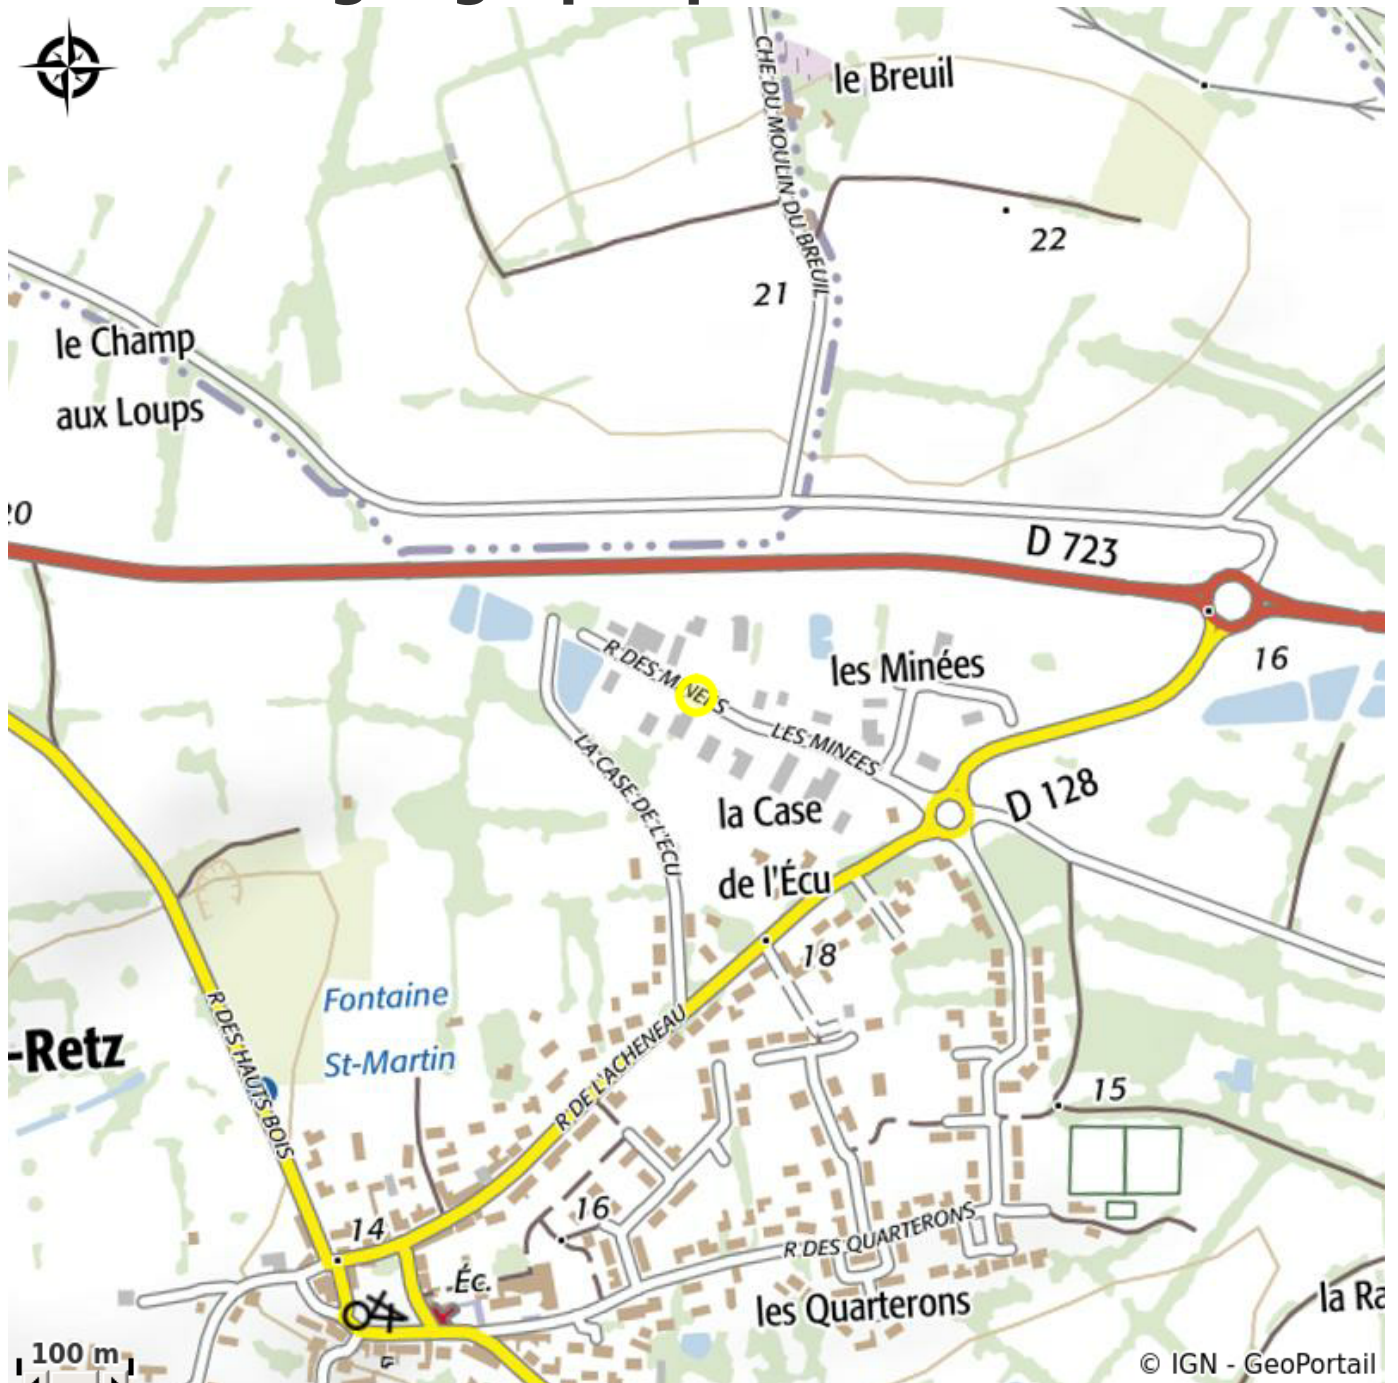 le Breuil
CHE DU MOULIN DU BREUIL
22
21
le Champ
aux Loups
D 723
R DES MINEES
les Minées
16
LES MINEES
LA CASE DE L'ECU
D 128
la Case
de l'Écu
18
Fontaine
St-Martin
-Retz
R DES HAUTS BOIS
R DE L'ACHENEAU
15
16
14
R DES QUARTERONS
Éc.
les Quarterons
la Ra
100 m
© IGN - GeoPortail